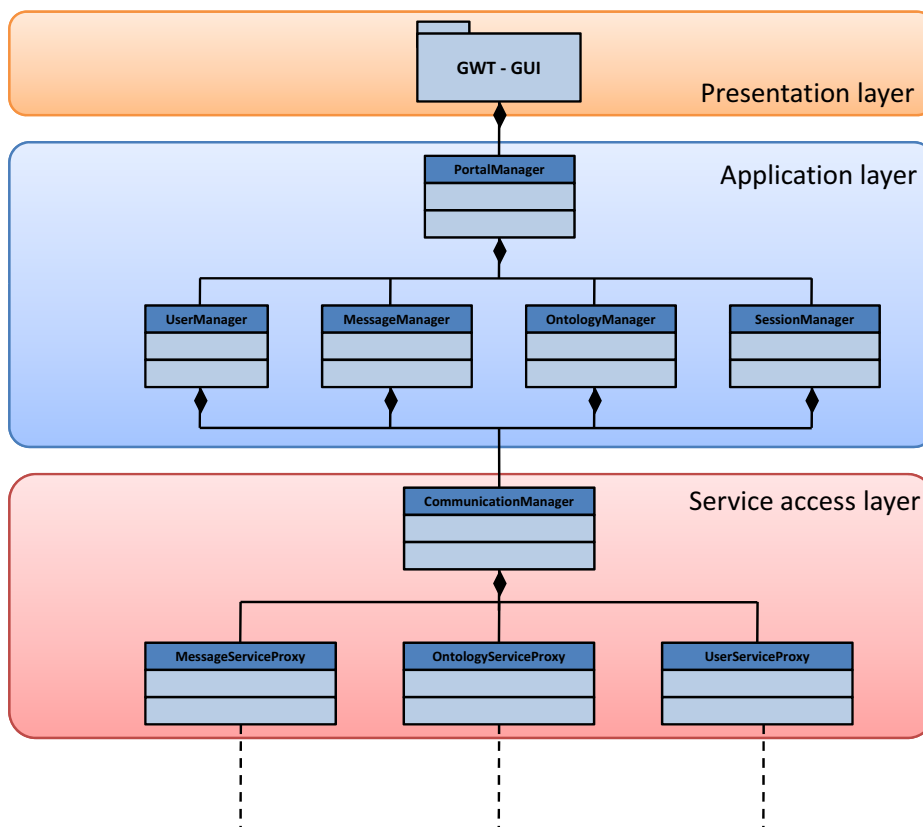 GWT - GUI
Presentation layer
Application layer
PortalManager
UserManager
MessageManager
OntologyManager
SessionManager
Service access layer
CommunicationManager
MessageServiceProxy
OntologyServiceProxy
UserServiceProxy